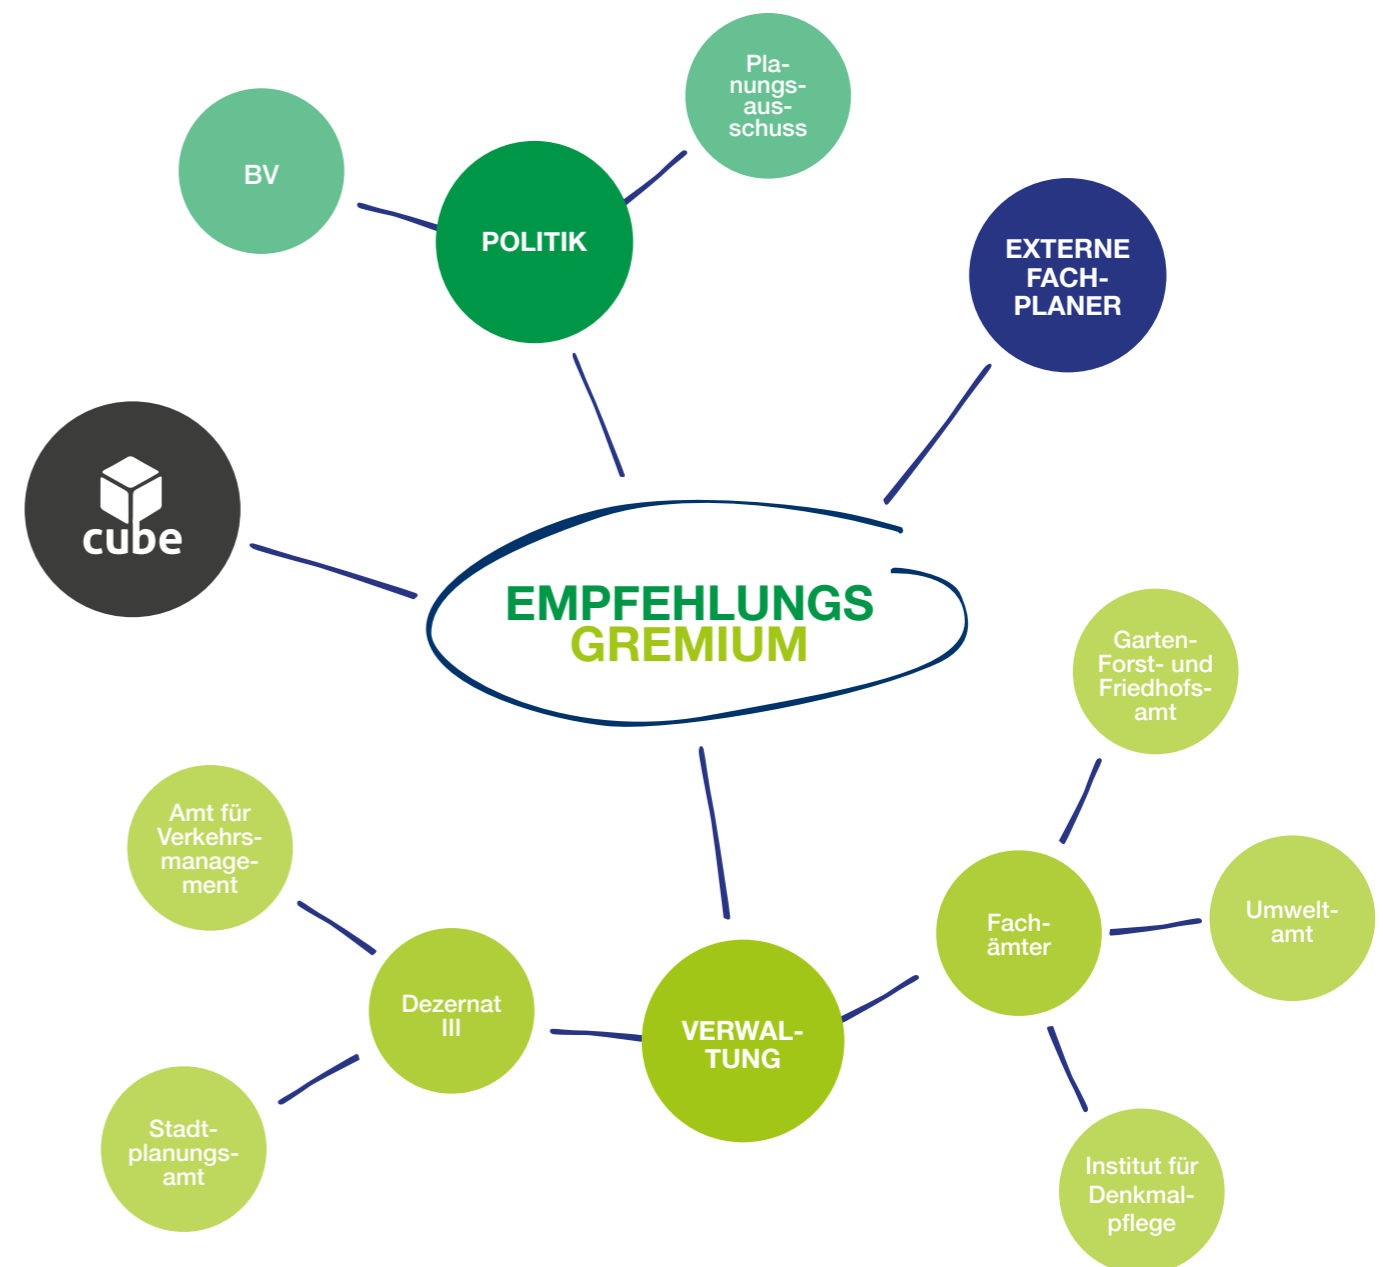 Pla-
nungs-
aus-
schuss
BV
POLITIK
EXTERNE
FACH-
PLANER
cube
EMPFEHLUNGS
GREMIUM
Garten-
Forst- und
Friedhofs-
amt
Amt für
Verkehrs-
manage-
ment
Umwelt-
amt
Fach-
ämter
Dezernat
III
VERWAL-
TUNG
Stadt-
planungs-
amt
Institut für
Denkmal-
pflege